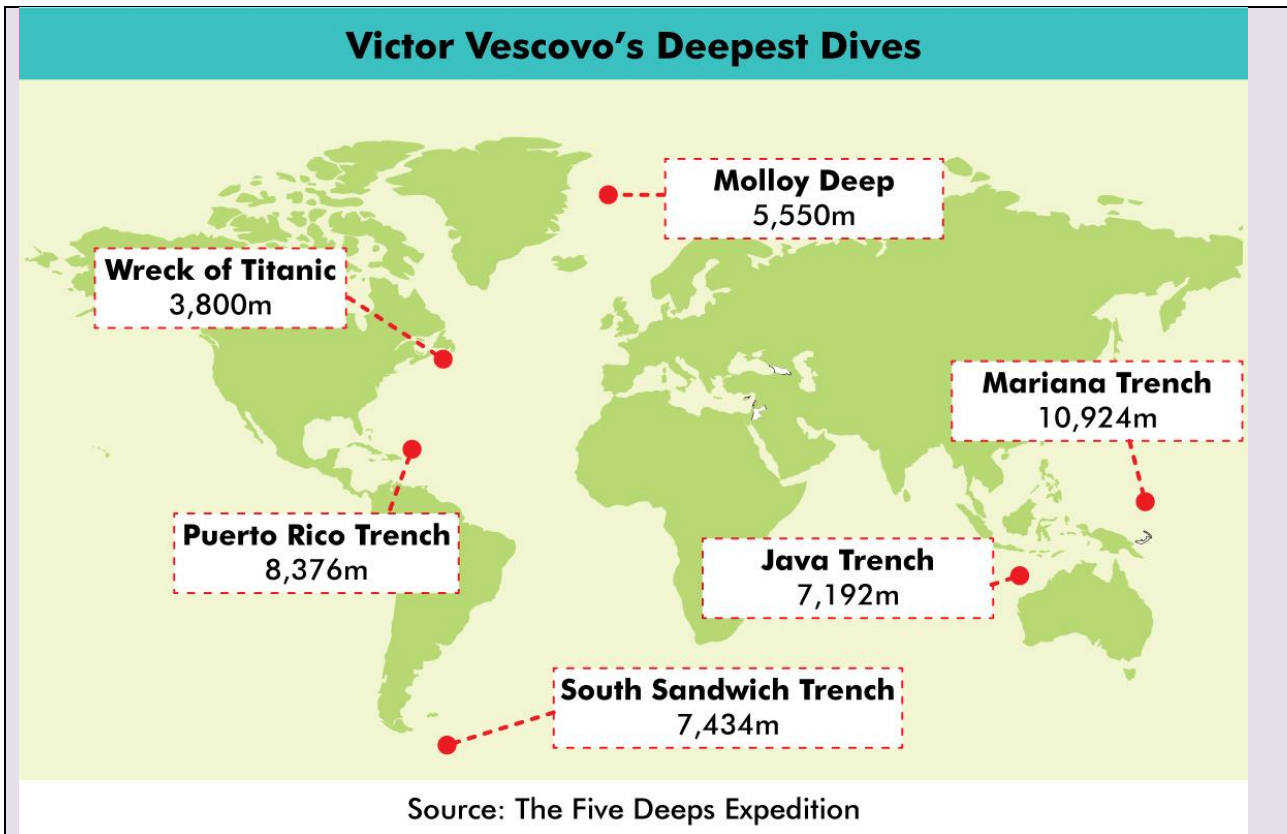 Victor Vescovo’s Deepest Dives
Molloy Deep
5,550m
Wreck of Titanic
3,800m
Mariana Trench
10,924m
Puerto Rico Trench
8,376m
Java Trench
7,192m
South Sandwich Trench
7,434m
Source: The Five Deeps Expedition